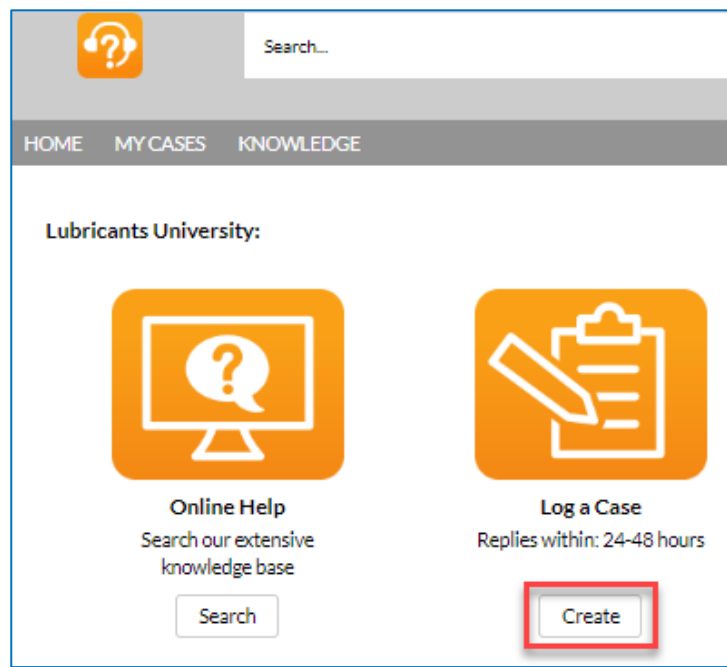 Search...
HOME MY CASES KNOWLEDGE
Lubricants University:
Online Help
Search our extensive
knowledge base
Search
Log a Case
Replies within: 24-48 hours
Create